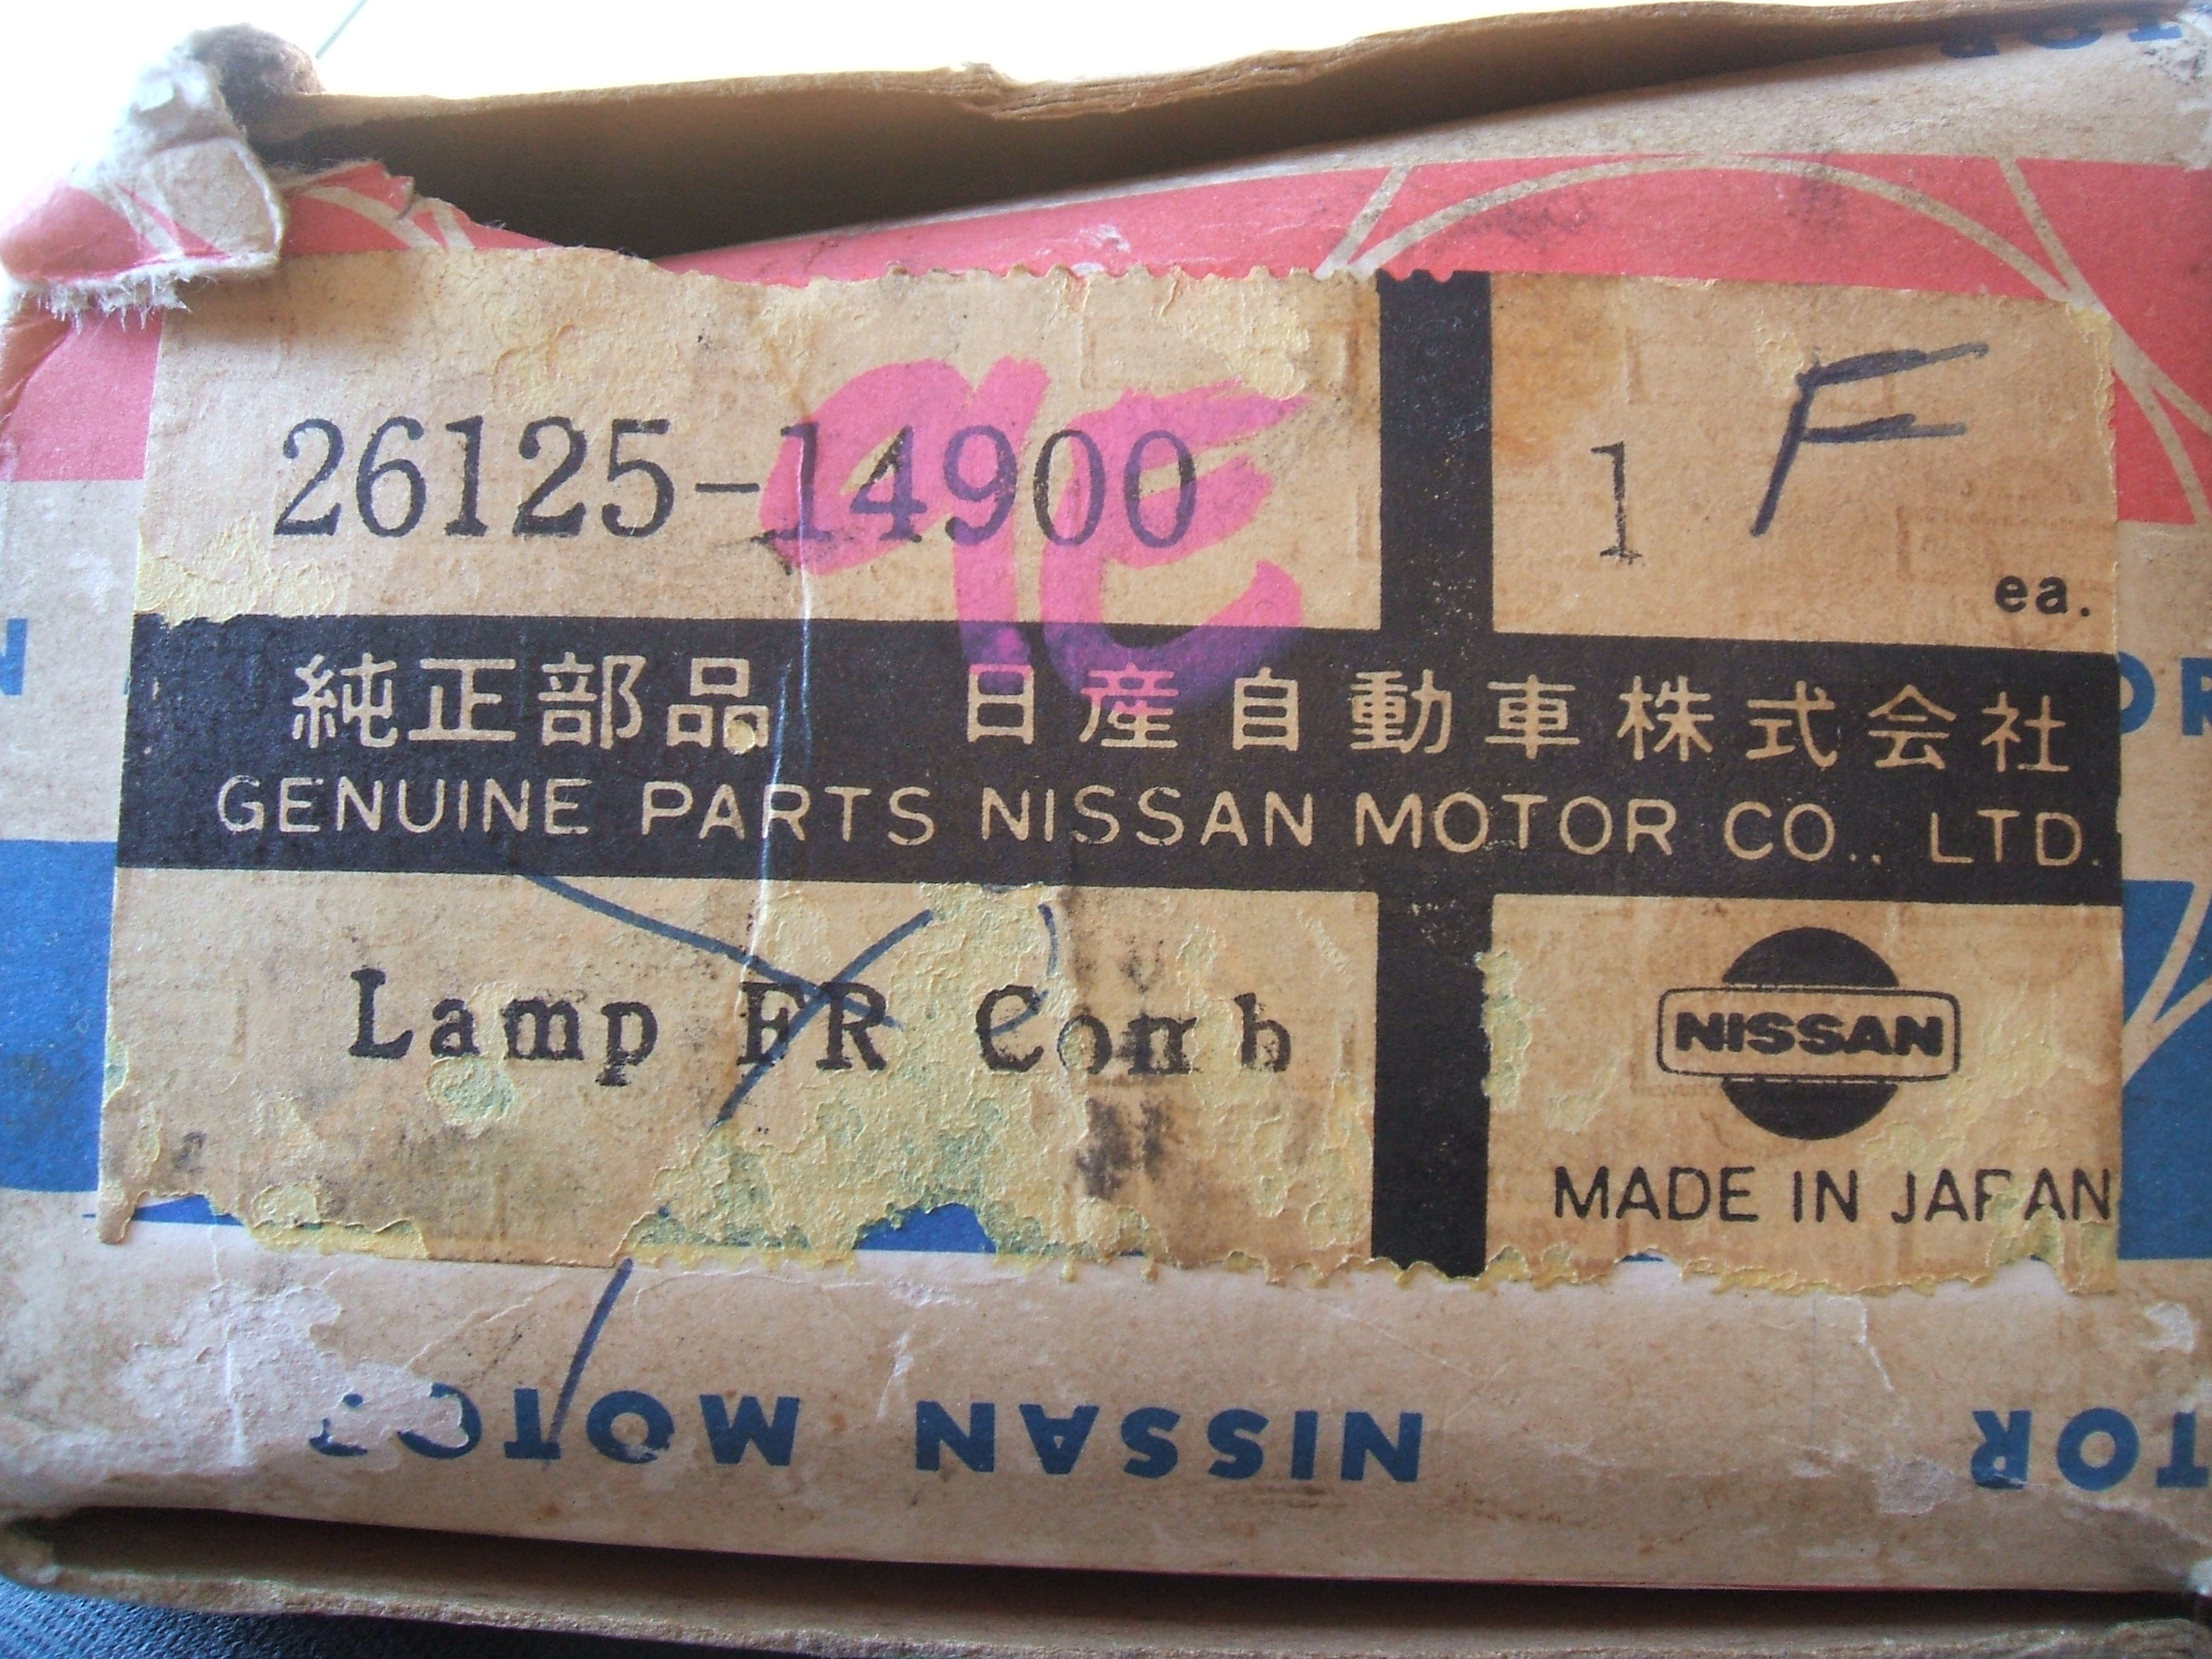 26125-14900
1 F
ea.
純正部品 日産自動車株式会社
GENUINE PARTS NISSAN MOTOR CO., LTD.
Lamp FR Comb
NISSAN
MADE IN JAPAN
NISSAN MOTOR
TOR